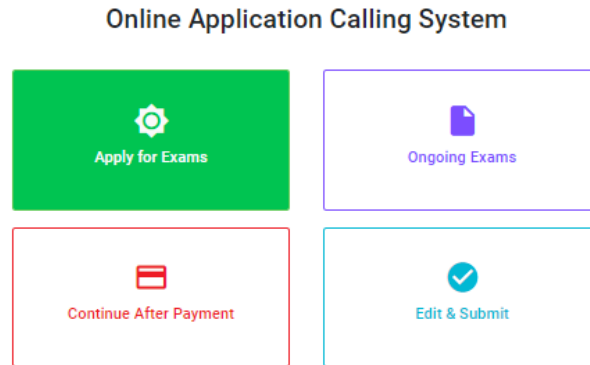 Online Application Calling System
Apply for Exams
Ongoing Exams
Continue After Payment
Edit & Submit